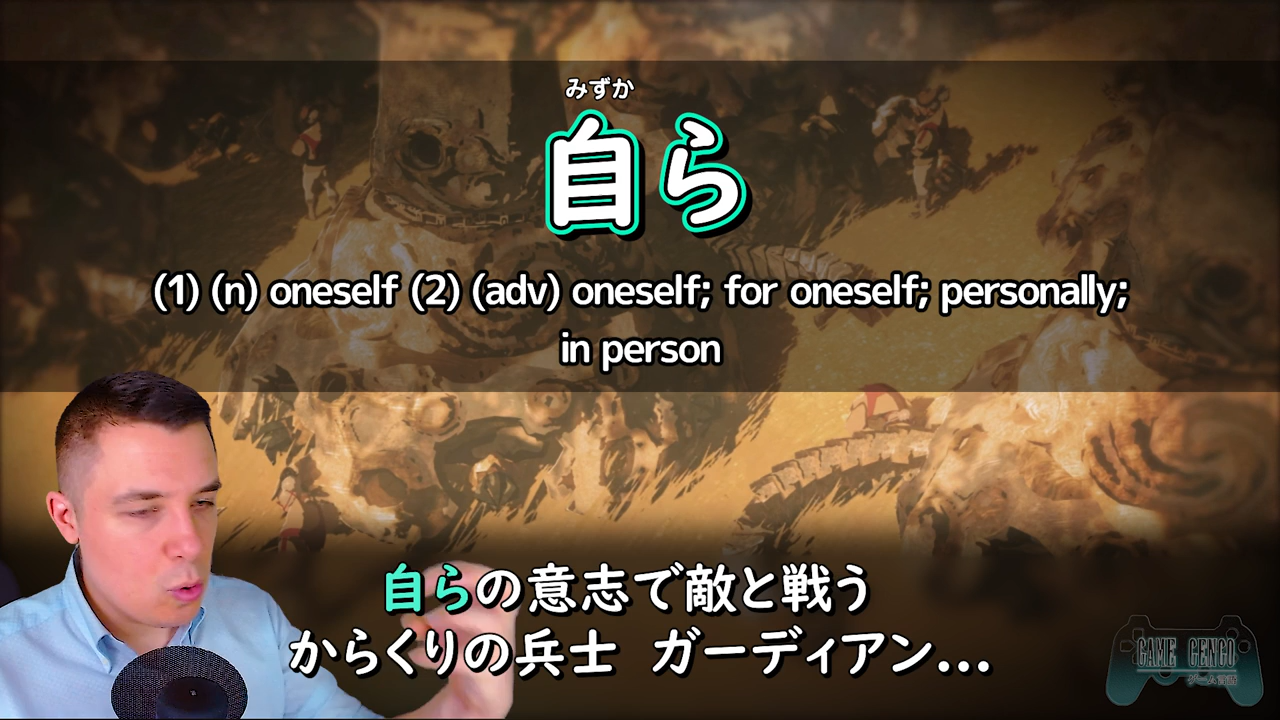 みずか
自ら
(1) (n) oneself (2) (adv) oneself; for oneself; personally;
in person
自らの意志で敵と戦う
からくりの兵士 ガーディアン...
GAME GENGO
ゲーム言語